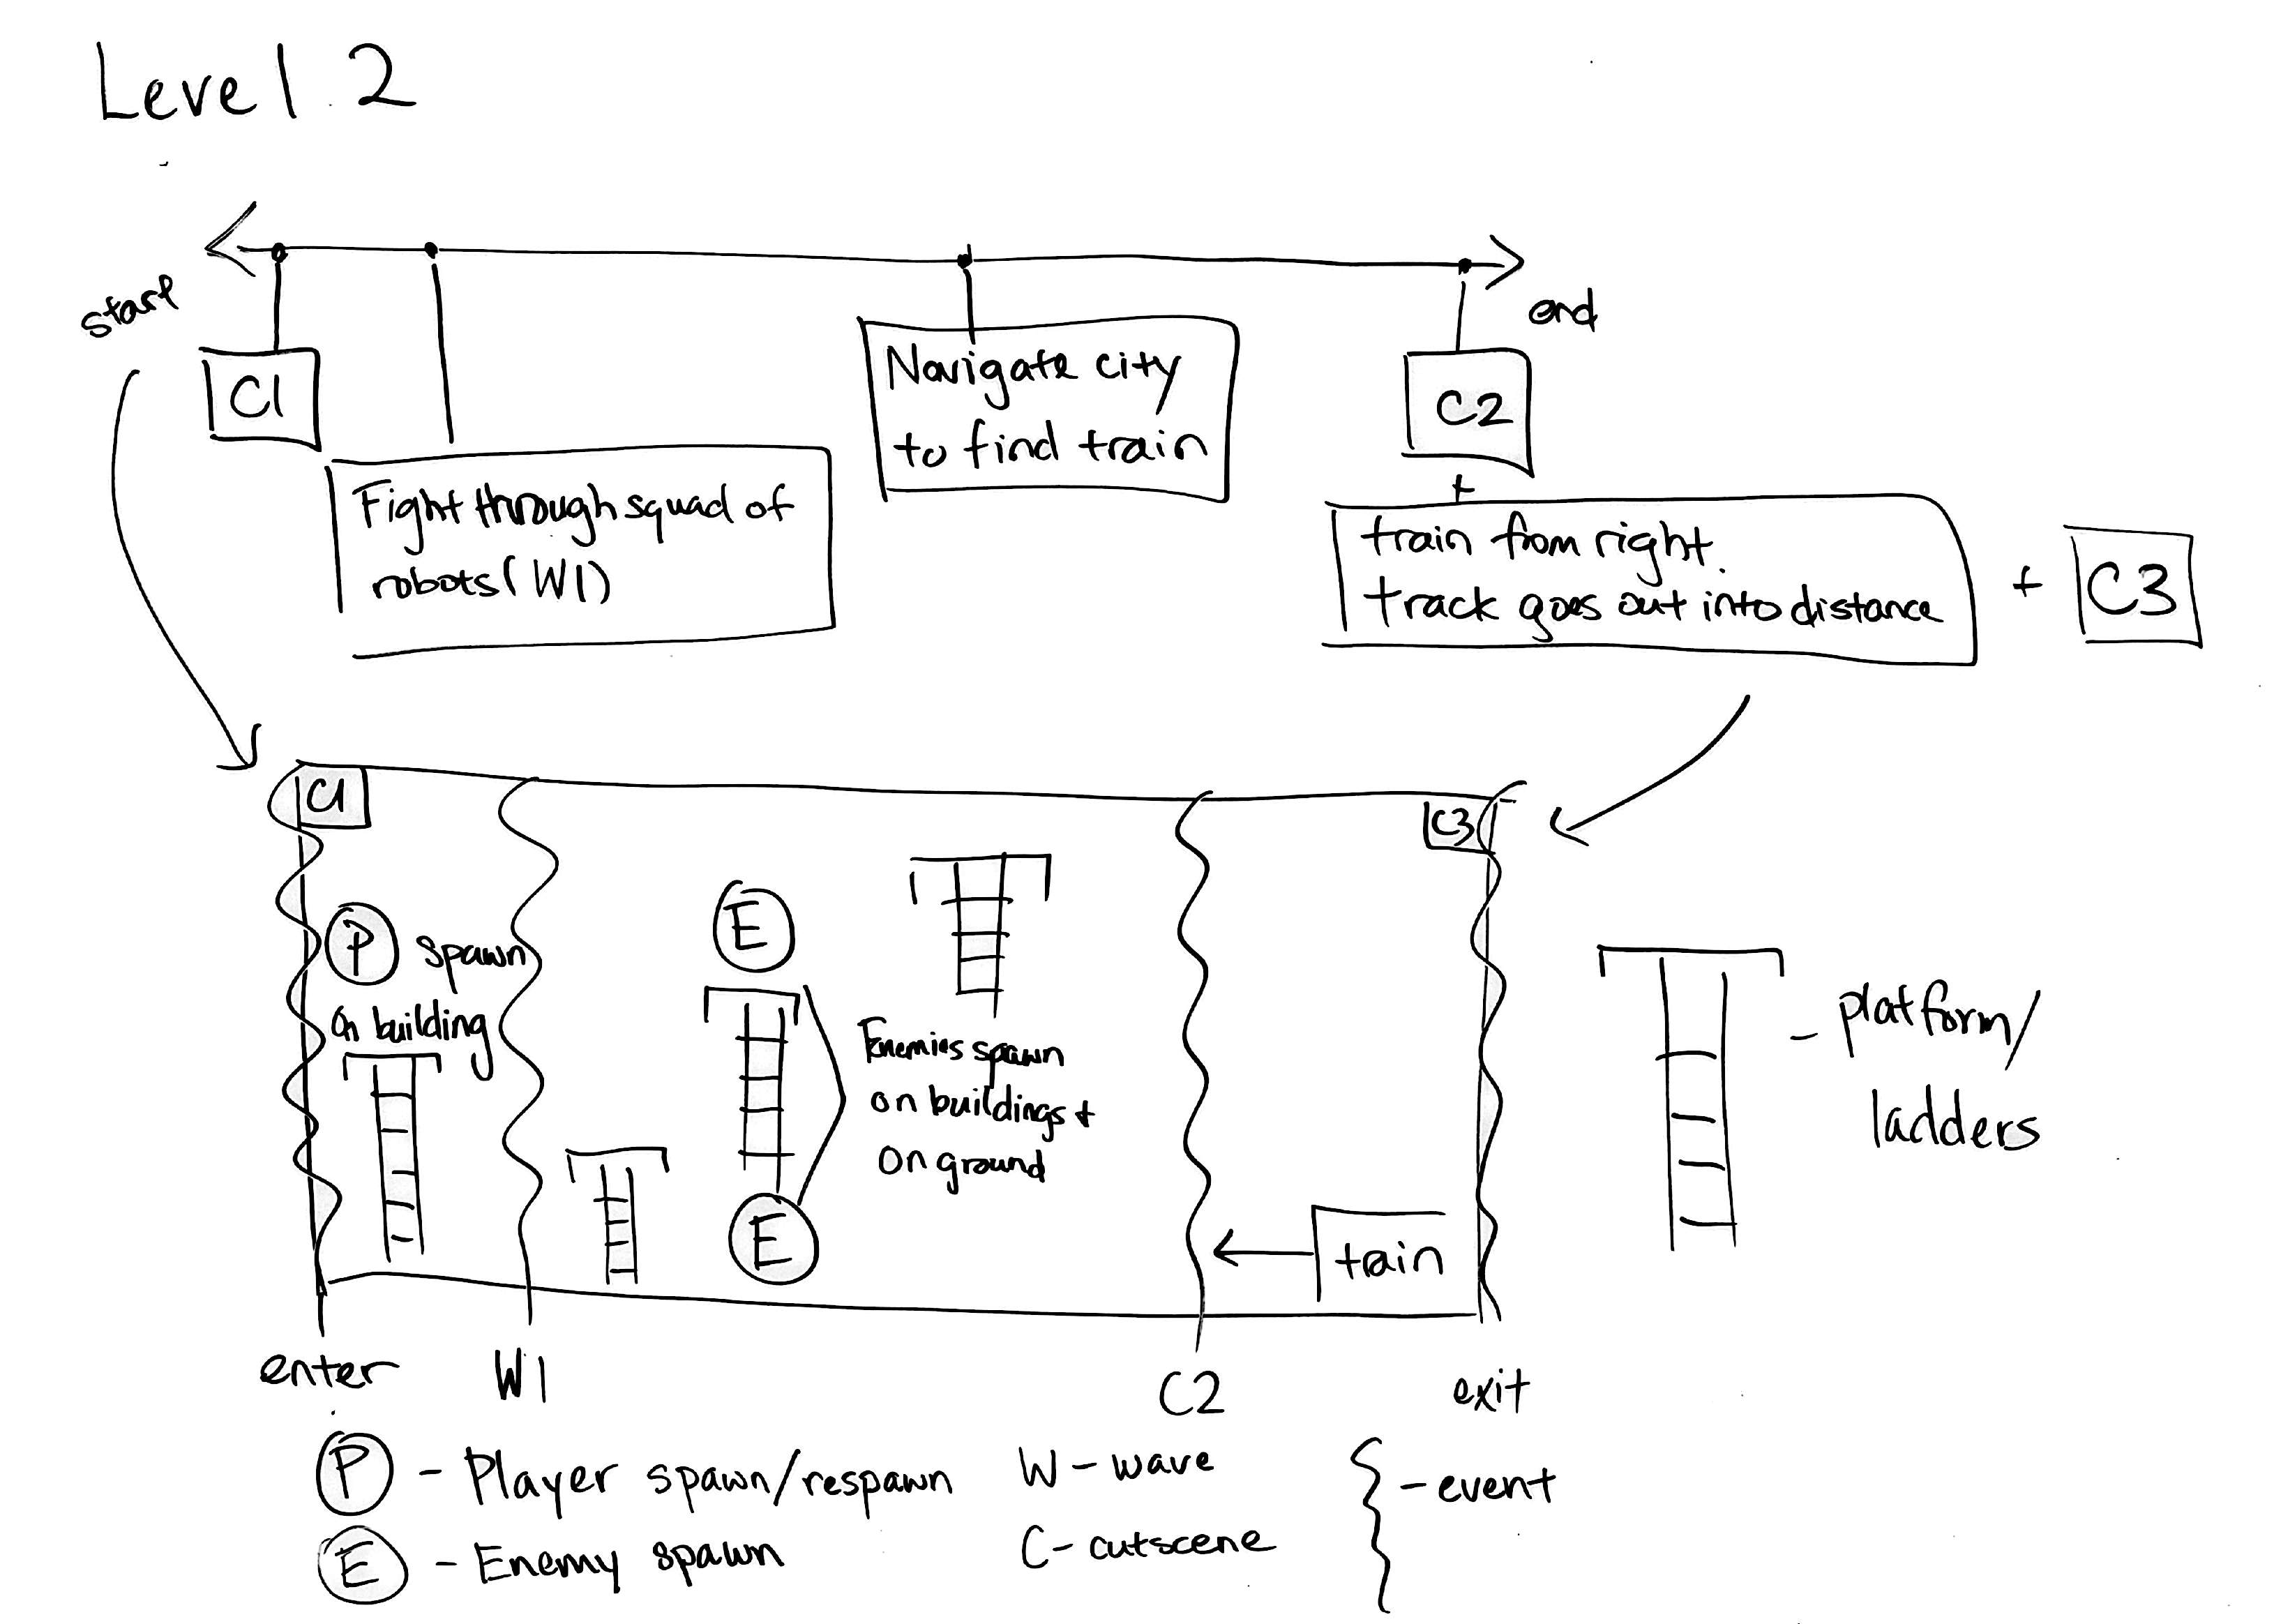 Level 2
start
end
C1
Fight through squad of
robots (W1)
Navigate city
to find train
C2
+
train from right
track goes out into distance
+
C3
C1
C3
P spawn
on building
E
Enemies spawn
on buildings +
on ground
E
train
- platform/
ladders
enter
W1
C2
exit
P - Player spawn/respawn
E - Enemy spawn
W - wave
C - cutscene
{ - event